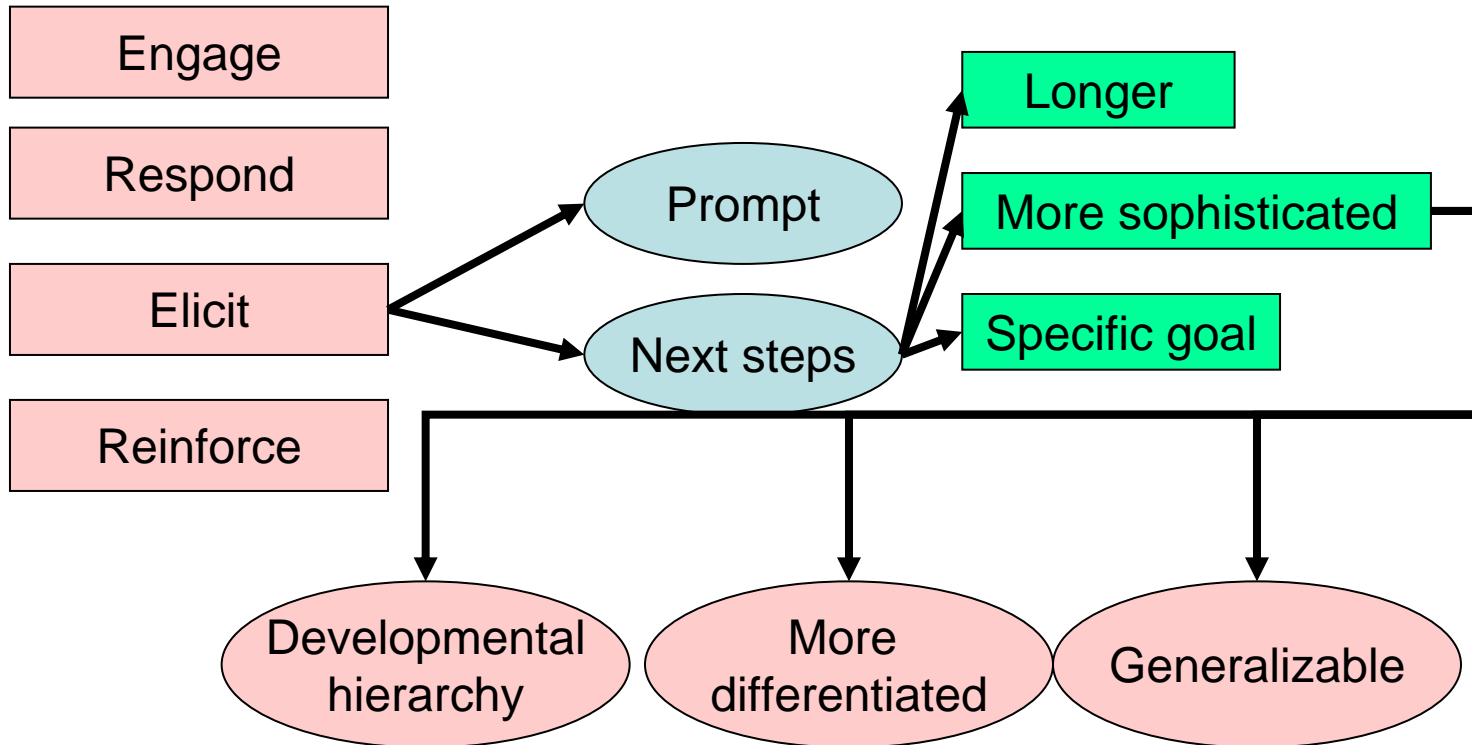 Engage
Respond
Elicit
Reinforce
Prompt
Next steps
Longer
More sophisticated
Specific goal
Developmental
hierarchy
More
differentiated
Generalizable